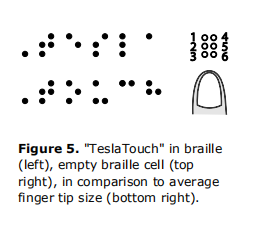 ⠠⠞⠑⠎⠇⠁
⠠⠞⠕⠥⠉⠓
1 4
2 5
3 6
Figure 5. "TeslaTouch" in braille
(left), empty braille cell (top
right), in comparison to average
finger tip size (bottom right).